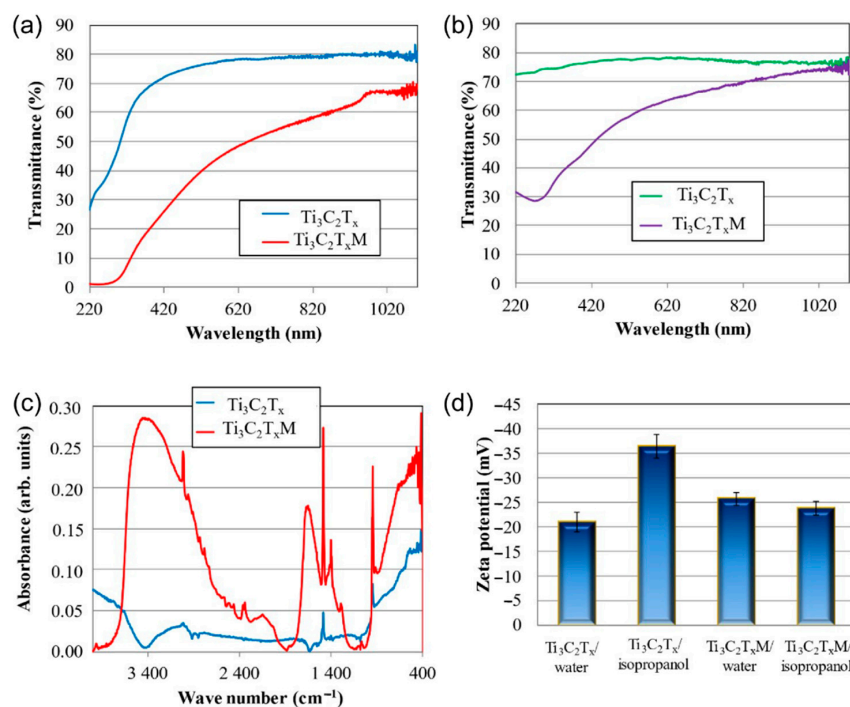 (a)
90
80
70
60
50
40
30
20
10
0
Transmittance (%)
Ti₃C₂Tₓ
Ti₃C₂TₓM
220 420 620 820 1020
Wavelength (nm)
(b)
90
80
70
60
50
40
30
20
10
0
Transmittance (%)
Ti₃C₂Tₓ
Ti₃C₂TₓM
220 420 620 820 1020
Wavelength (nm)
(c)
Ti₃C₂Tₓ
Ti₃C₂TₓM
0.30
0.25
0.20
0.15
0.10
0.05
0.00
Absorbance (arb. units)
3 400 2 400 1 400 400
Wave number (cm⁻¹)
(d)
−45
−40
−35
−30
−25
−20
−15
−10
−5
0
Zeta potential (mV)
Ti₃C₂Tₓ/
water
Ti₃C₂Tₓ/
isopropanol
Ti₃C₂TₓM/
water
Ti₃C₂TₓM/
isopropanol